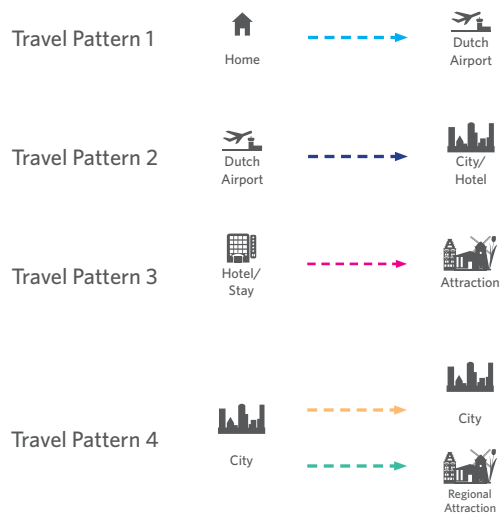 Travel Pattern 1
Home
Dutch
Airport
Travel Pattern 2
Dutch
Airport
City/
Hotel
Travel Pattern 3
Hotel/
Stay
Attraction
Travel Pattern 4
City
City
Regional
Attraction